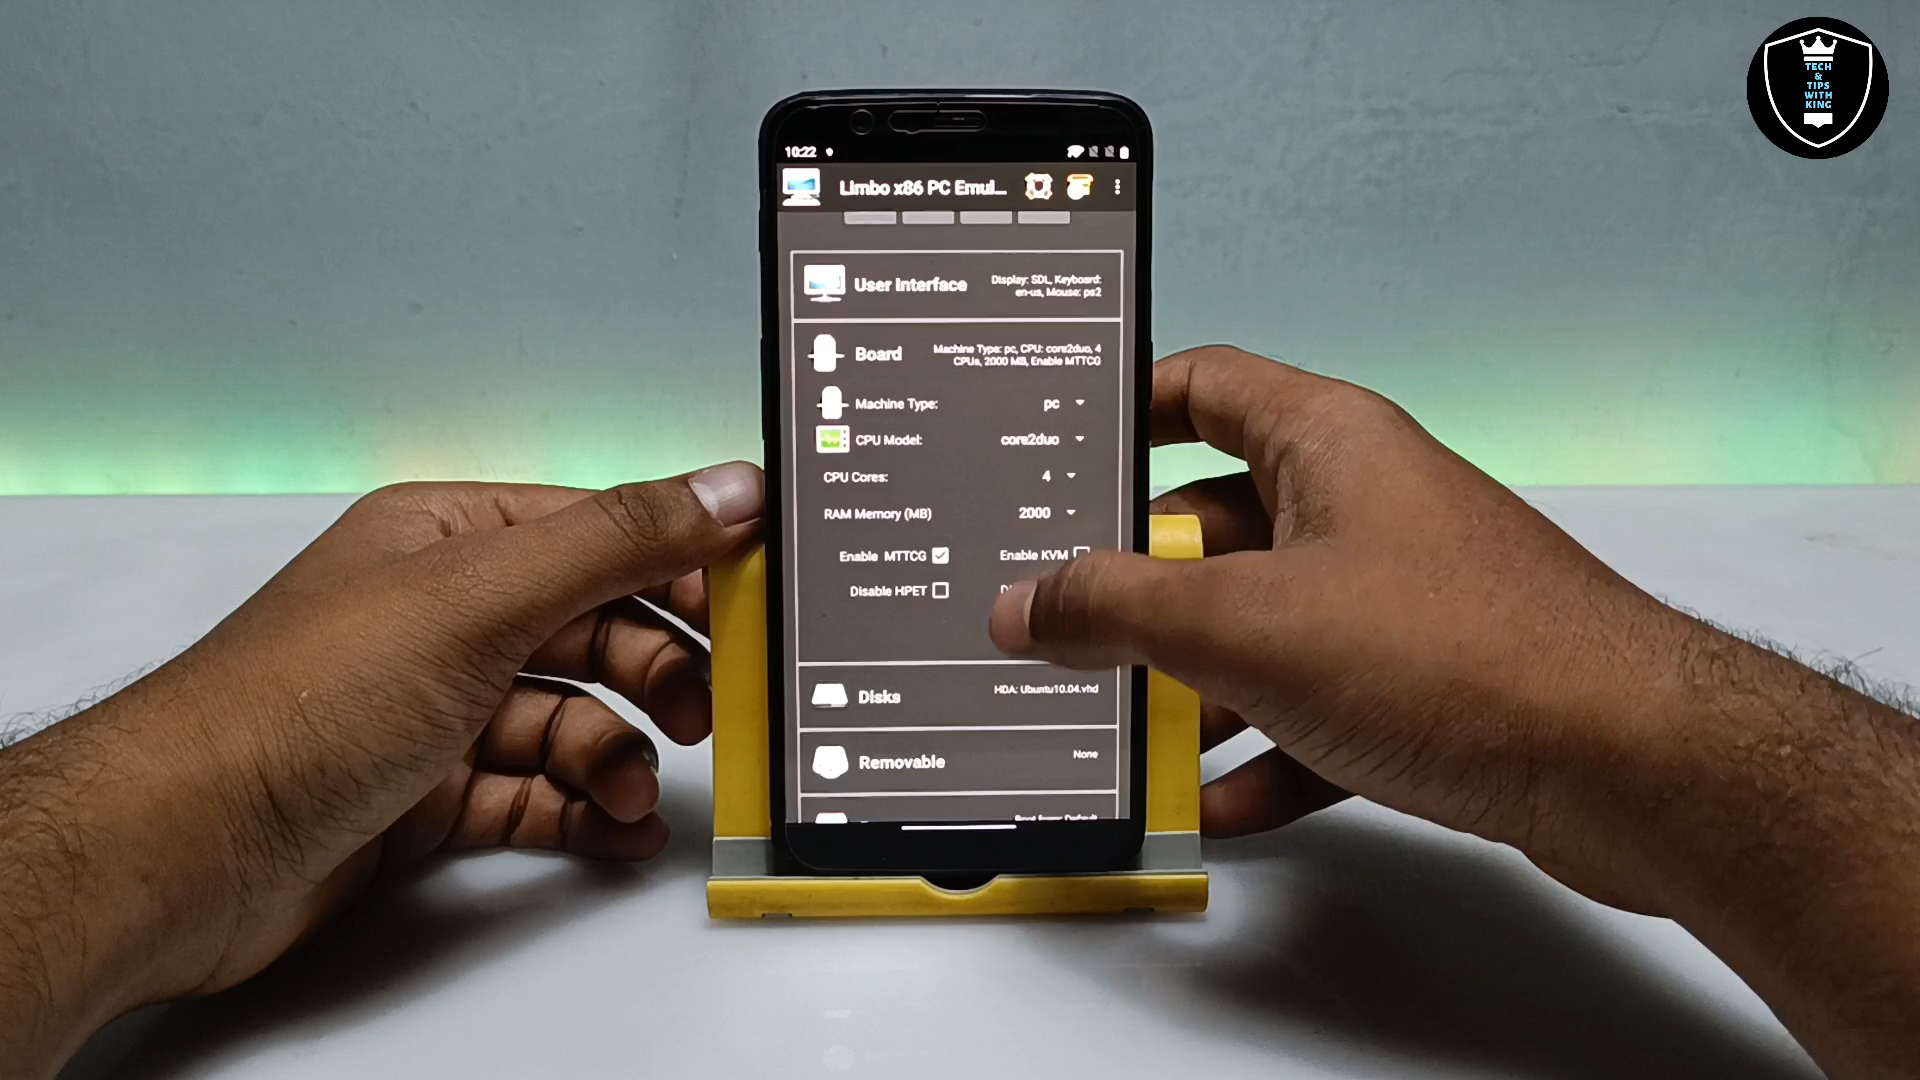 TECH
&
TIPS
WITH
KING
10:22
Limbo x86 PC Emul...
User Interface
Display: SDL, Keyboard:
en-us, Mouse: ps2
Board
Machine Type: pc, CPU: core2duo, 4
CPUs, 2000 MB, Enable MTTCG
Machine Type: pc
CPU Model: core2duo
CPU Cores: 4
RAM Memory (MB) 2000
Enable MTTCG Enable KVM
Disable HPET
Disks HDA: Ubuntu10.04.vhd
Removable None
Boot from: Default